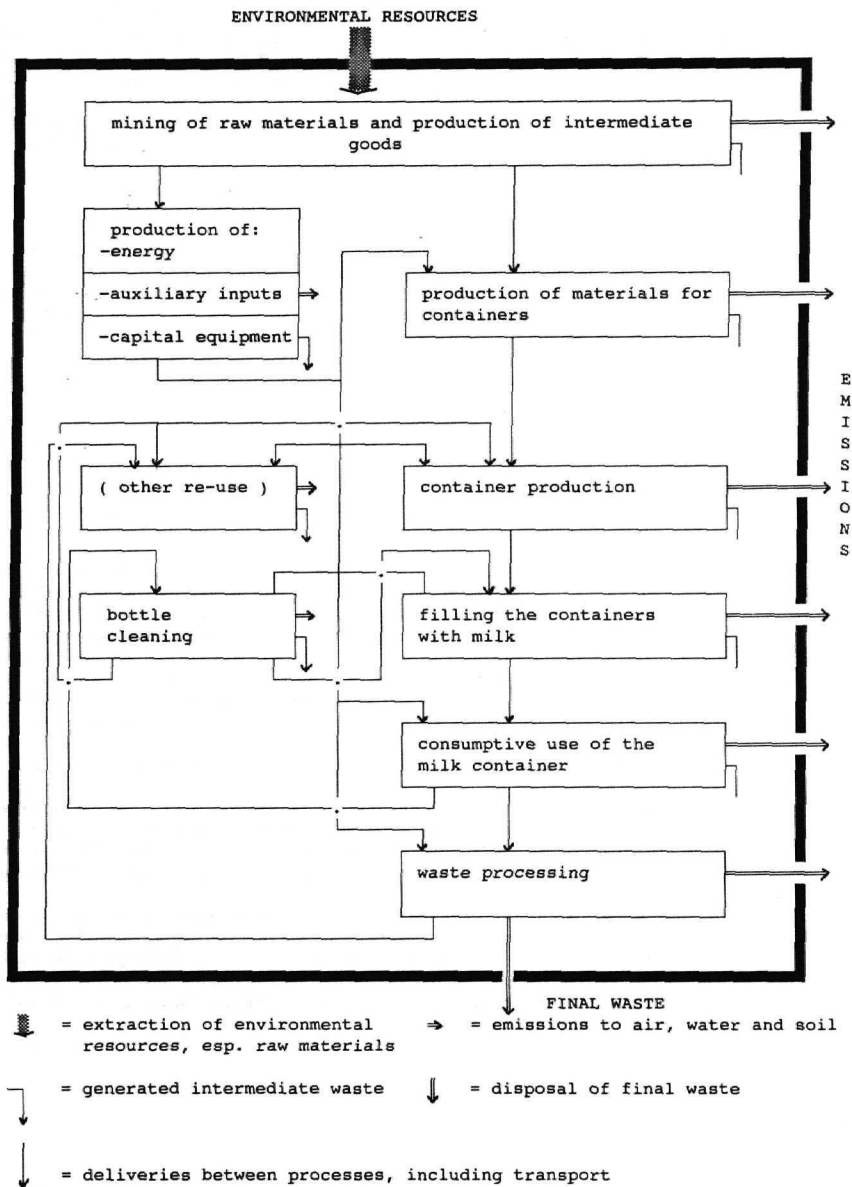 ENVIRONMENTAL RESOURCES
mining of raw materials and production of intermediate
goods
production of:
-energy
-auxiliary inputs
-capital equipment
production of materials for
containers
( other re-use )
container production
bottle
cleaning
filling the containers
with milk
consumptive use of the
milk container
waste processing
E
M
I
S
S
I
O
N
S
FINAL WASTE
= extraction of environmental
resources, esp. raw materials
= emissions to air, water and soil
= generated intermediate waste
= disposal of final waste
= deliveries between processes, including transport